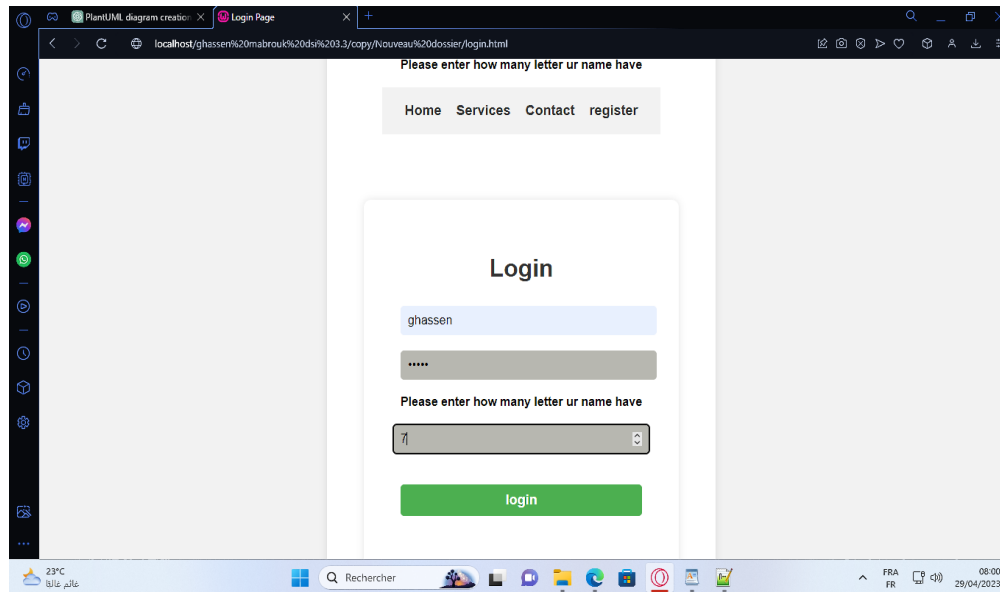 PlantUML diagram creation
Login Page
localhost/ghassen%20mabrouk%20dsi%203.3/copy/Nouveau%20dossier/login.html
Please enter how many letter ur name have
Home Services Contact register
Login
ghassen
•••••
Please enter how many letter ur name have
7
login
23°C
غائم غالبًا
Rechercher
FRA
FR
08:00
29/04/2023